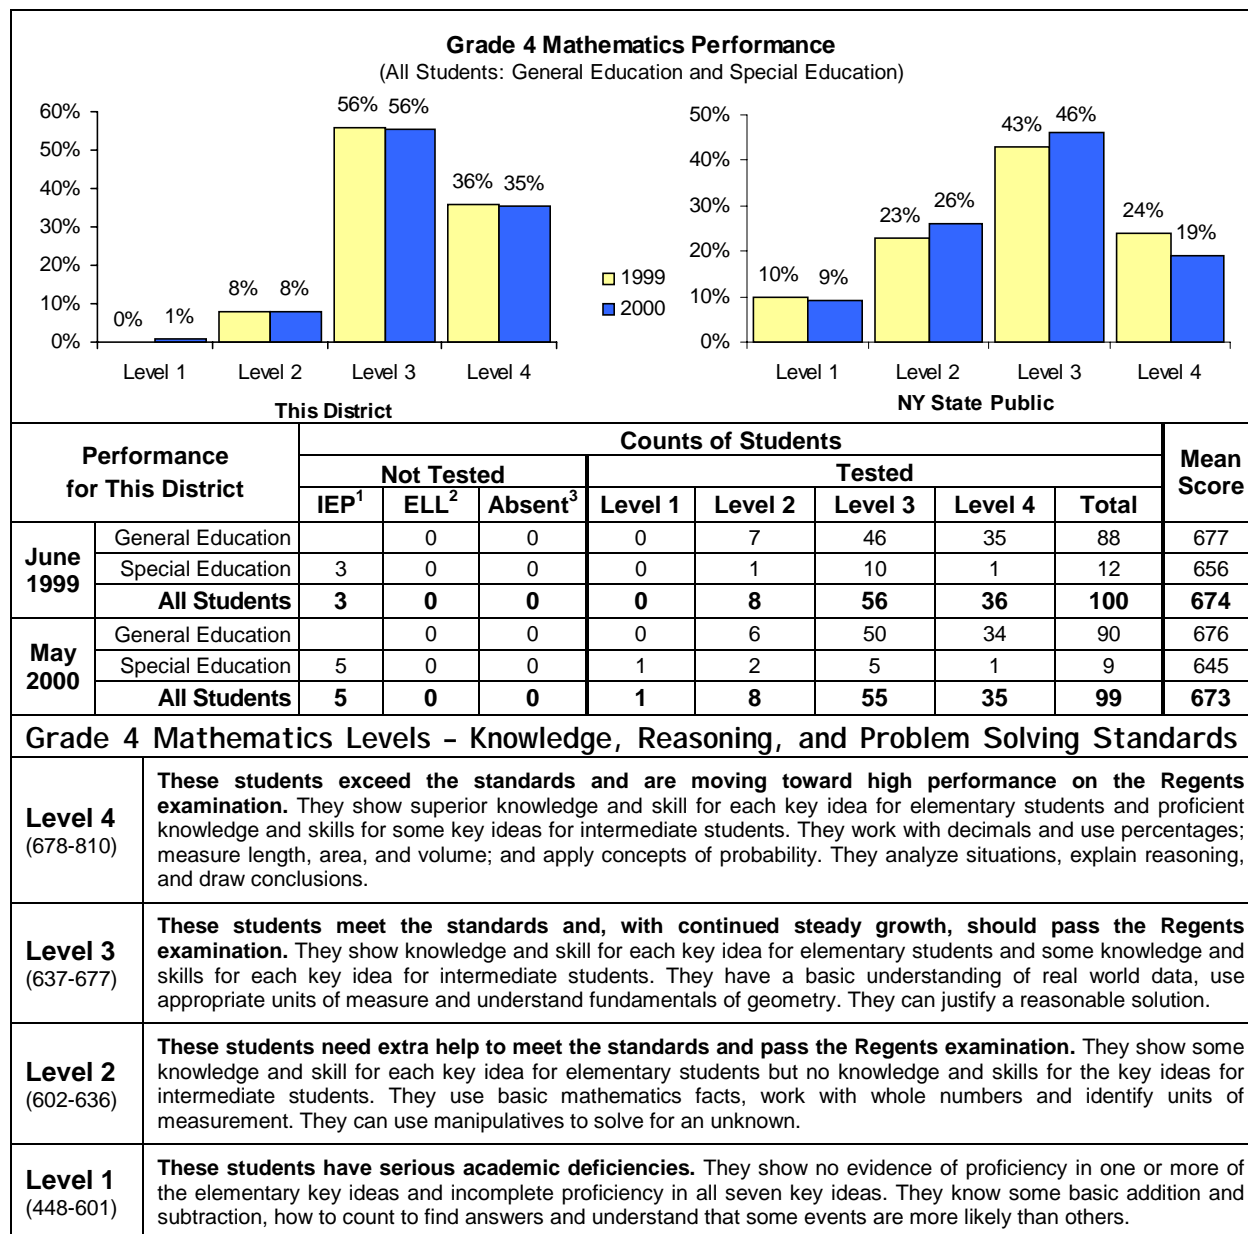 Grade 4 Mathematics Performance
(All Students: General Education and Special Education)
60%
50%
40%
30%
20%
10%
0%
0% 1%
8% 8%
56% 56%
36% 35%
Level 1 Level 2 Level 3 Level 4
This District
1999
2000
50%
40%
30%
20%
10%
0%
10% 9%
23% 26%
43% 46%
24% 19%
Level 1 Level 2 Level 3 Level 4
NY State Public
Performance for This District
Counts of Students
Mean Score
Not Tested Tested
IEP¹ ELL² Absent³ Level 1 Level 2 Level 3 Level 4 Total
June 1999
General Education 0 0 0 7 46 35 88 677
Special Education 3 0 0 0 1 10 1 12 656
All Students 3 0 0 0 8 56 36 100 674
May 2000
General Education 0 0 0 6 50 34 90 676
Special Education 5 0 0 1 2 5 1 9 645
All Students 5 0 0 1 8 55 35 99 673
Grade 4 Mathematics Levels – Knowledge, Reasoning, and Problem Solving Standards
Level 4
(678-810)
These students exceed the standards and are moving toward high performance on the Regents
examination. They show superior knowledge and skill for each key idea for elementary students and proficient
knowledge and skills for some key ideas for intermediate students. They work with decimals and use percentages;
measure length, area, and volume; and apply concepts of probability. They analyze situations, explain reasoning,
and draw conclusions.
Level 3
(637-677)
These students meet the standards and, with continued steady growth, should pass the Regents
examination. They show knowledge and skill for each key idea for elementary students and some knowledge and
skills for each key idea for intermediate students. They have a basic understanding of real world data, use
appropriate units of measure and understand fundamentals of geometry. They can justify a reasonable solution.
Level 2
(602-636)
These students need extra help to meet the standards and pass the Regents examination. They show some
knowledge and skill for each key idea for elementary students but no knowledge and skills for the key ideas for
intermediate students. They use basic mathematics facts, work with whole numbers and identify units of
measurement. They can use manipulatives to solve for an unknown.
Level 1
(448-601)
These students have serious academic deficiencies. They show no evidence of proficiency in one or more of
the elementary key ideas and incomplete proficiency in all seven key ideas. They know some basic addition and
subtraction, how to count to find answers and understand that some events are more likely than others.